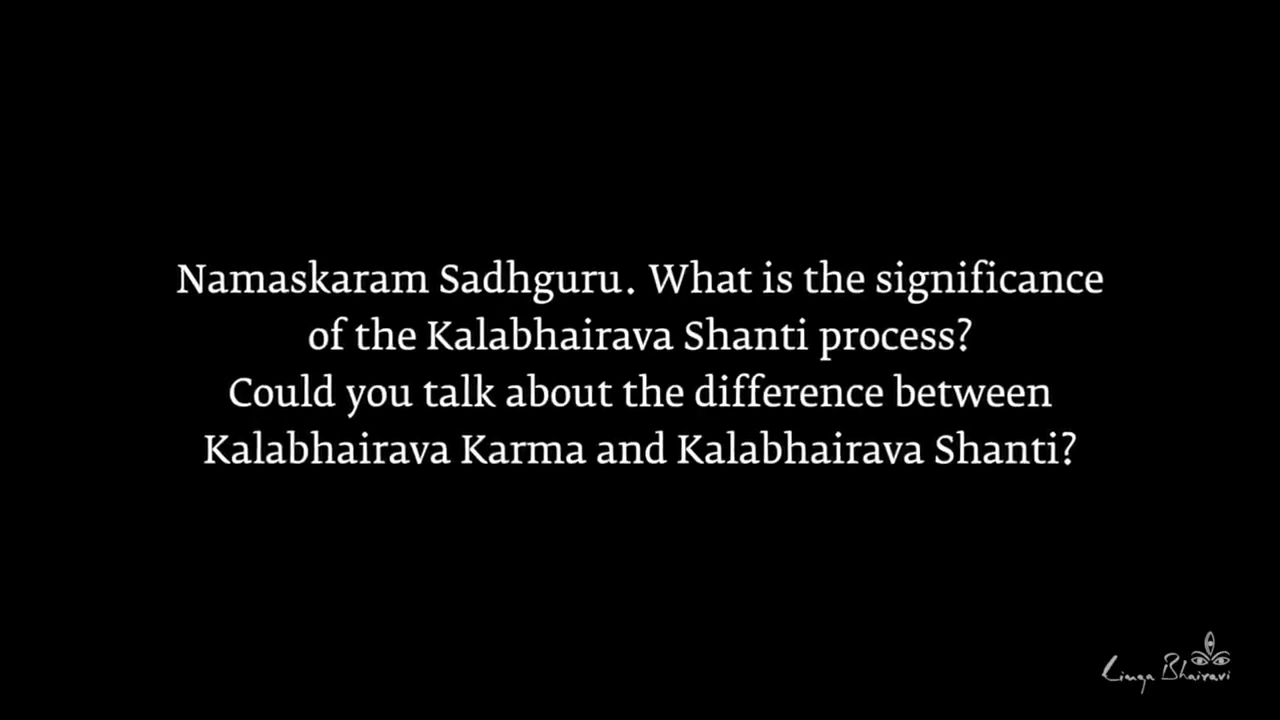 Namaskaram Sadhguru. What is the significance
of the Kalabhairava Shanti process?
Could you talk about the difference between
Kalabhairava Karma and Kalabhairava Shanti?
Linga Bhairavi